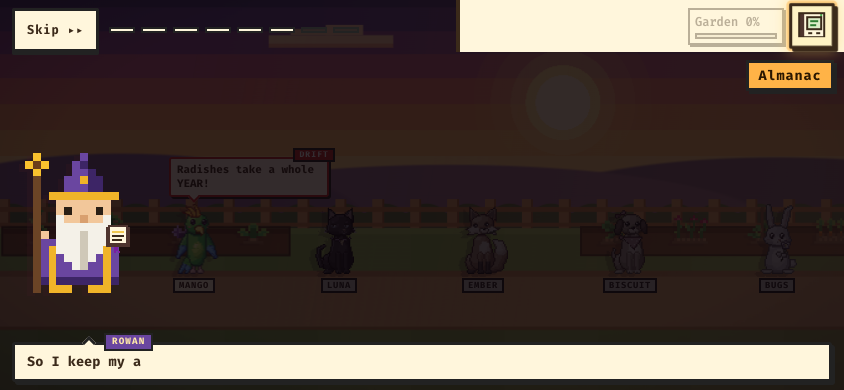 Skip ▸▸
Garden 0%
Almanac
DRIFT
Radishes take a whole
YEAR!
MANGO
LUNA
EMBER
BISCUIT
BUGS
ROWAN
So I keep my a